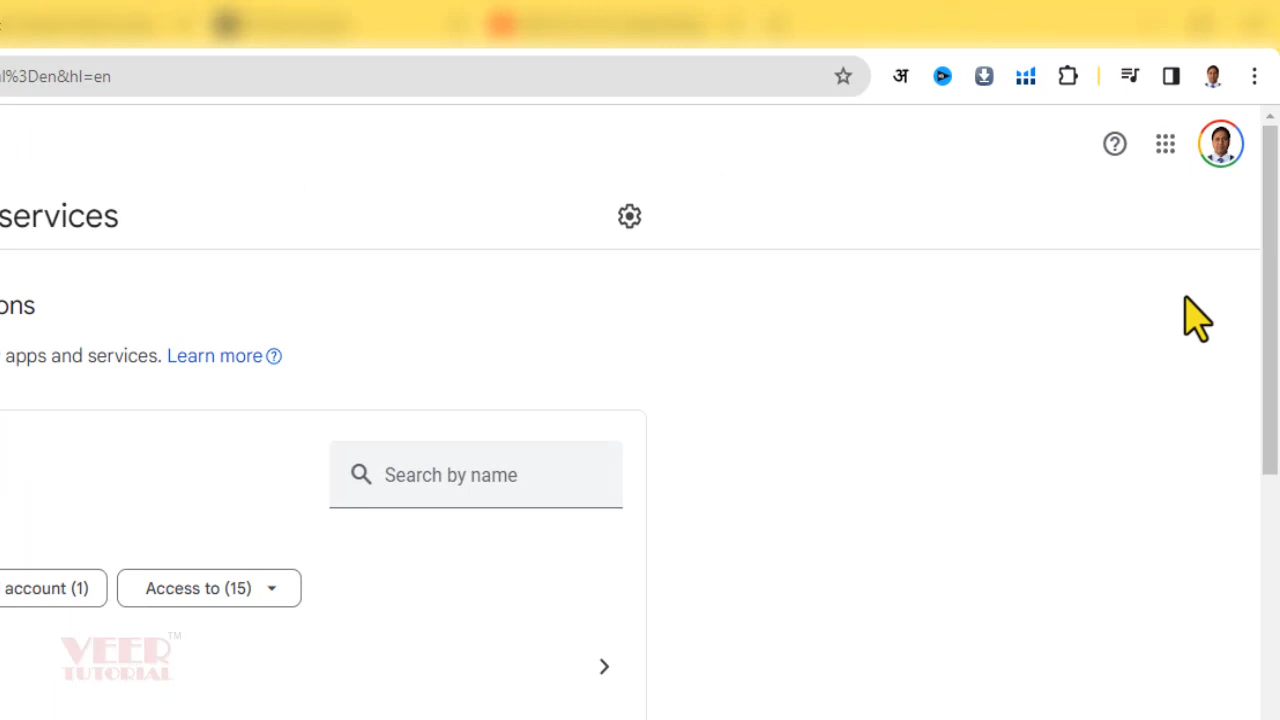 l%3Den&hl=en
अ
services
ons
apps and services. Learn more
Search by name
account (1)
Access to (15)
VEER™
TUTORIAL